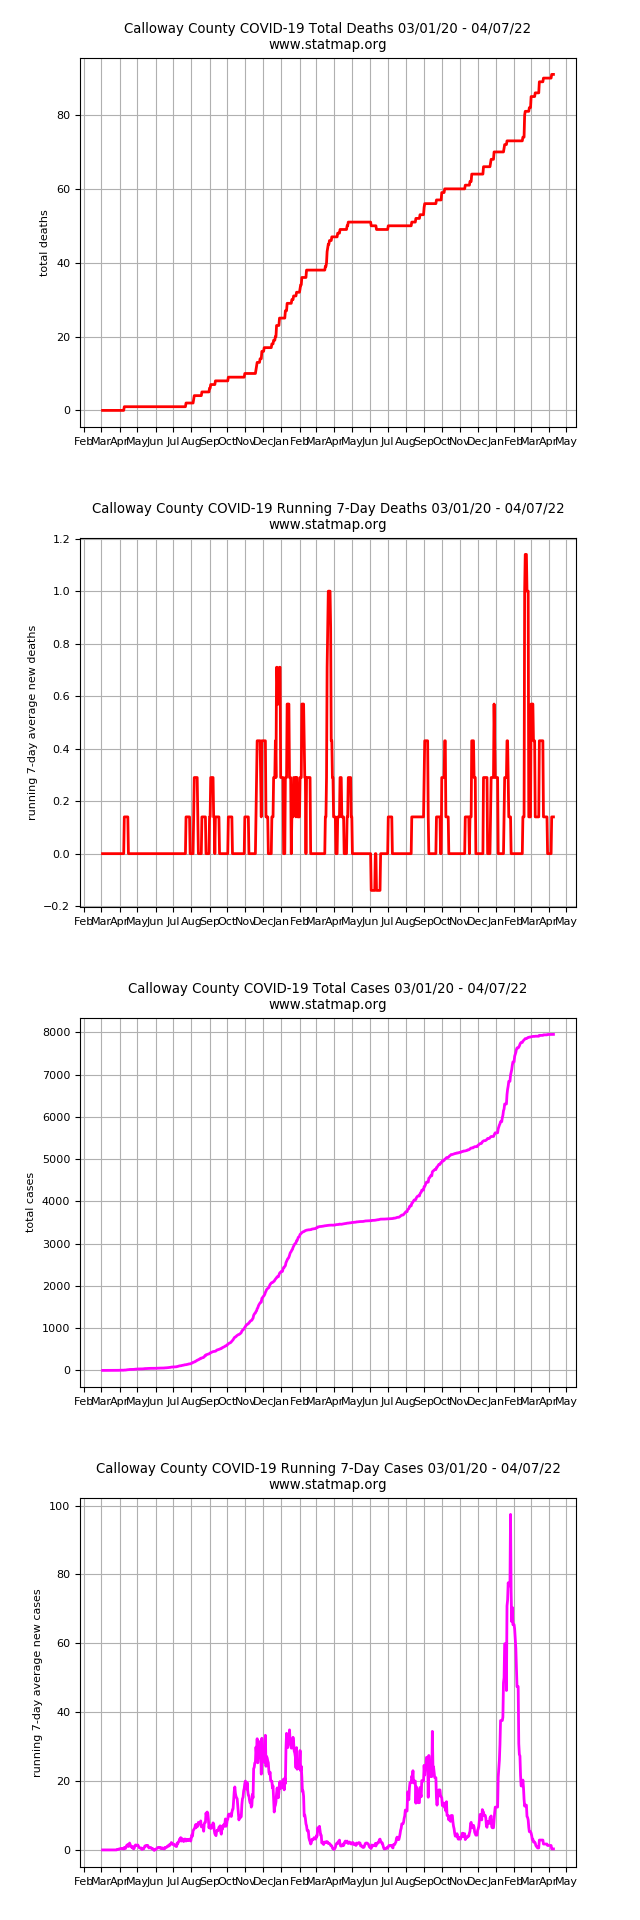 Calloway County COVID-19 Total Deaths 03/01/20 - 04/07/22
www.statmap.org
80
60
40
20
0
total deaths
Feb Mar Apr May Jun Jul Aug Sep Oct Nov Dec Jan Feb Mar Apr May Jun Jul Aug Sep Oct Nov Dec Jan Feb Mar Apr May
Calloway County COVID-19 Running 7-Day Deaths 03/01/20 - 04/07/22
www.statmap.org
1.2
1.0
0.8
0.6
0.4
0.2
0.0
−0.2
running 7-day average new deaths
Feb Mar Apr May Jun Jul Aug Sep Oct Nov Dec Jan Feb Mar Apr May Jun Jul Aug Sep Oct Nov Dec Jan Feb Mar Apr May
Calloway County COVID-19 Total Cases 03/01/20 - 04/07/22
www.statmap.org
8000
7000
6000
5000
4000
3000
2000
1000
0
total cases
Feb Mar Apr May Jun Jul Aug Sep Oct Nov Dec Jan Feb Mar Apr May Jun Jul Aug Sep Oct Nov Dec Jan Feb Mar Apr May
Calloway County COVID-19 Running 7-Day Cases 03/01/20 - 04/07/22
www.statmap.org
100
80
60
40
20
0
running 7-day average new cases
Feb Mar Apr May Jun Jul Aug Sep Oct Nov Dec Jan Feb Mar Apr May Jun Jul Aug Sep Oct Nov Dec Jan Feb Mar Apr May